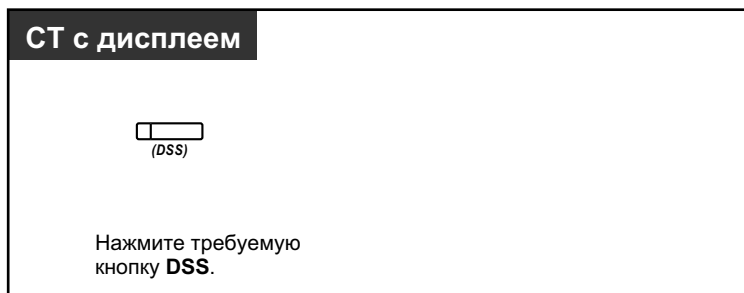 СТ с дисплеем
(DSS)
Нажмите требуемую
кнопку DSS.